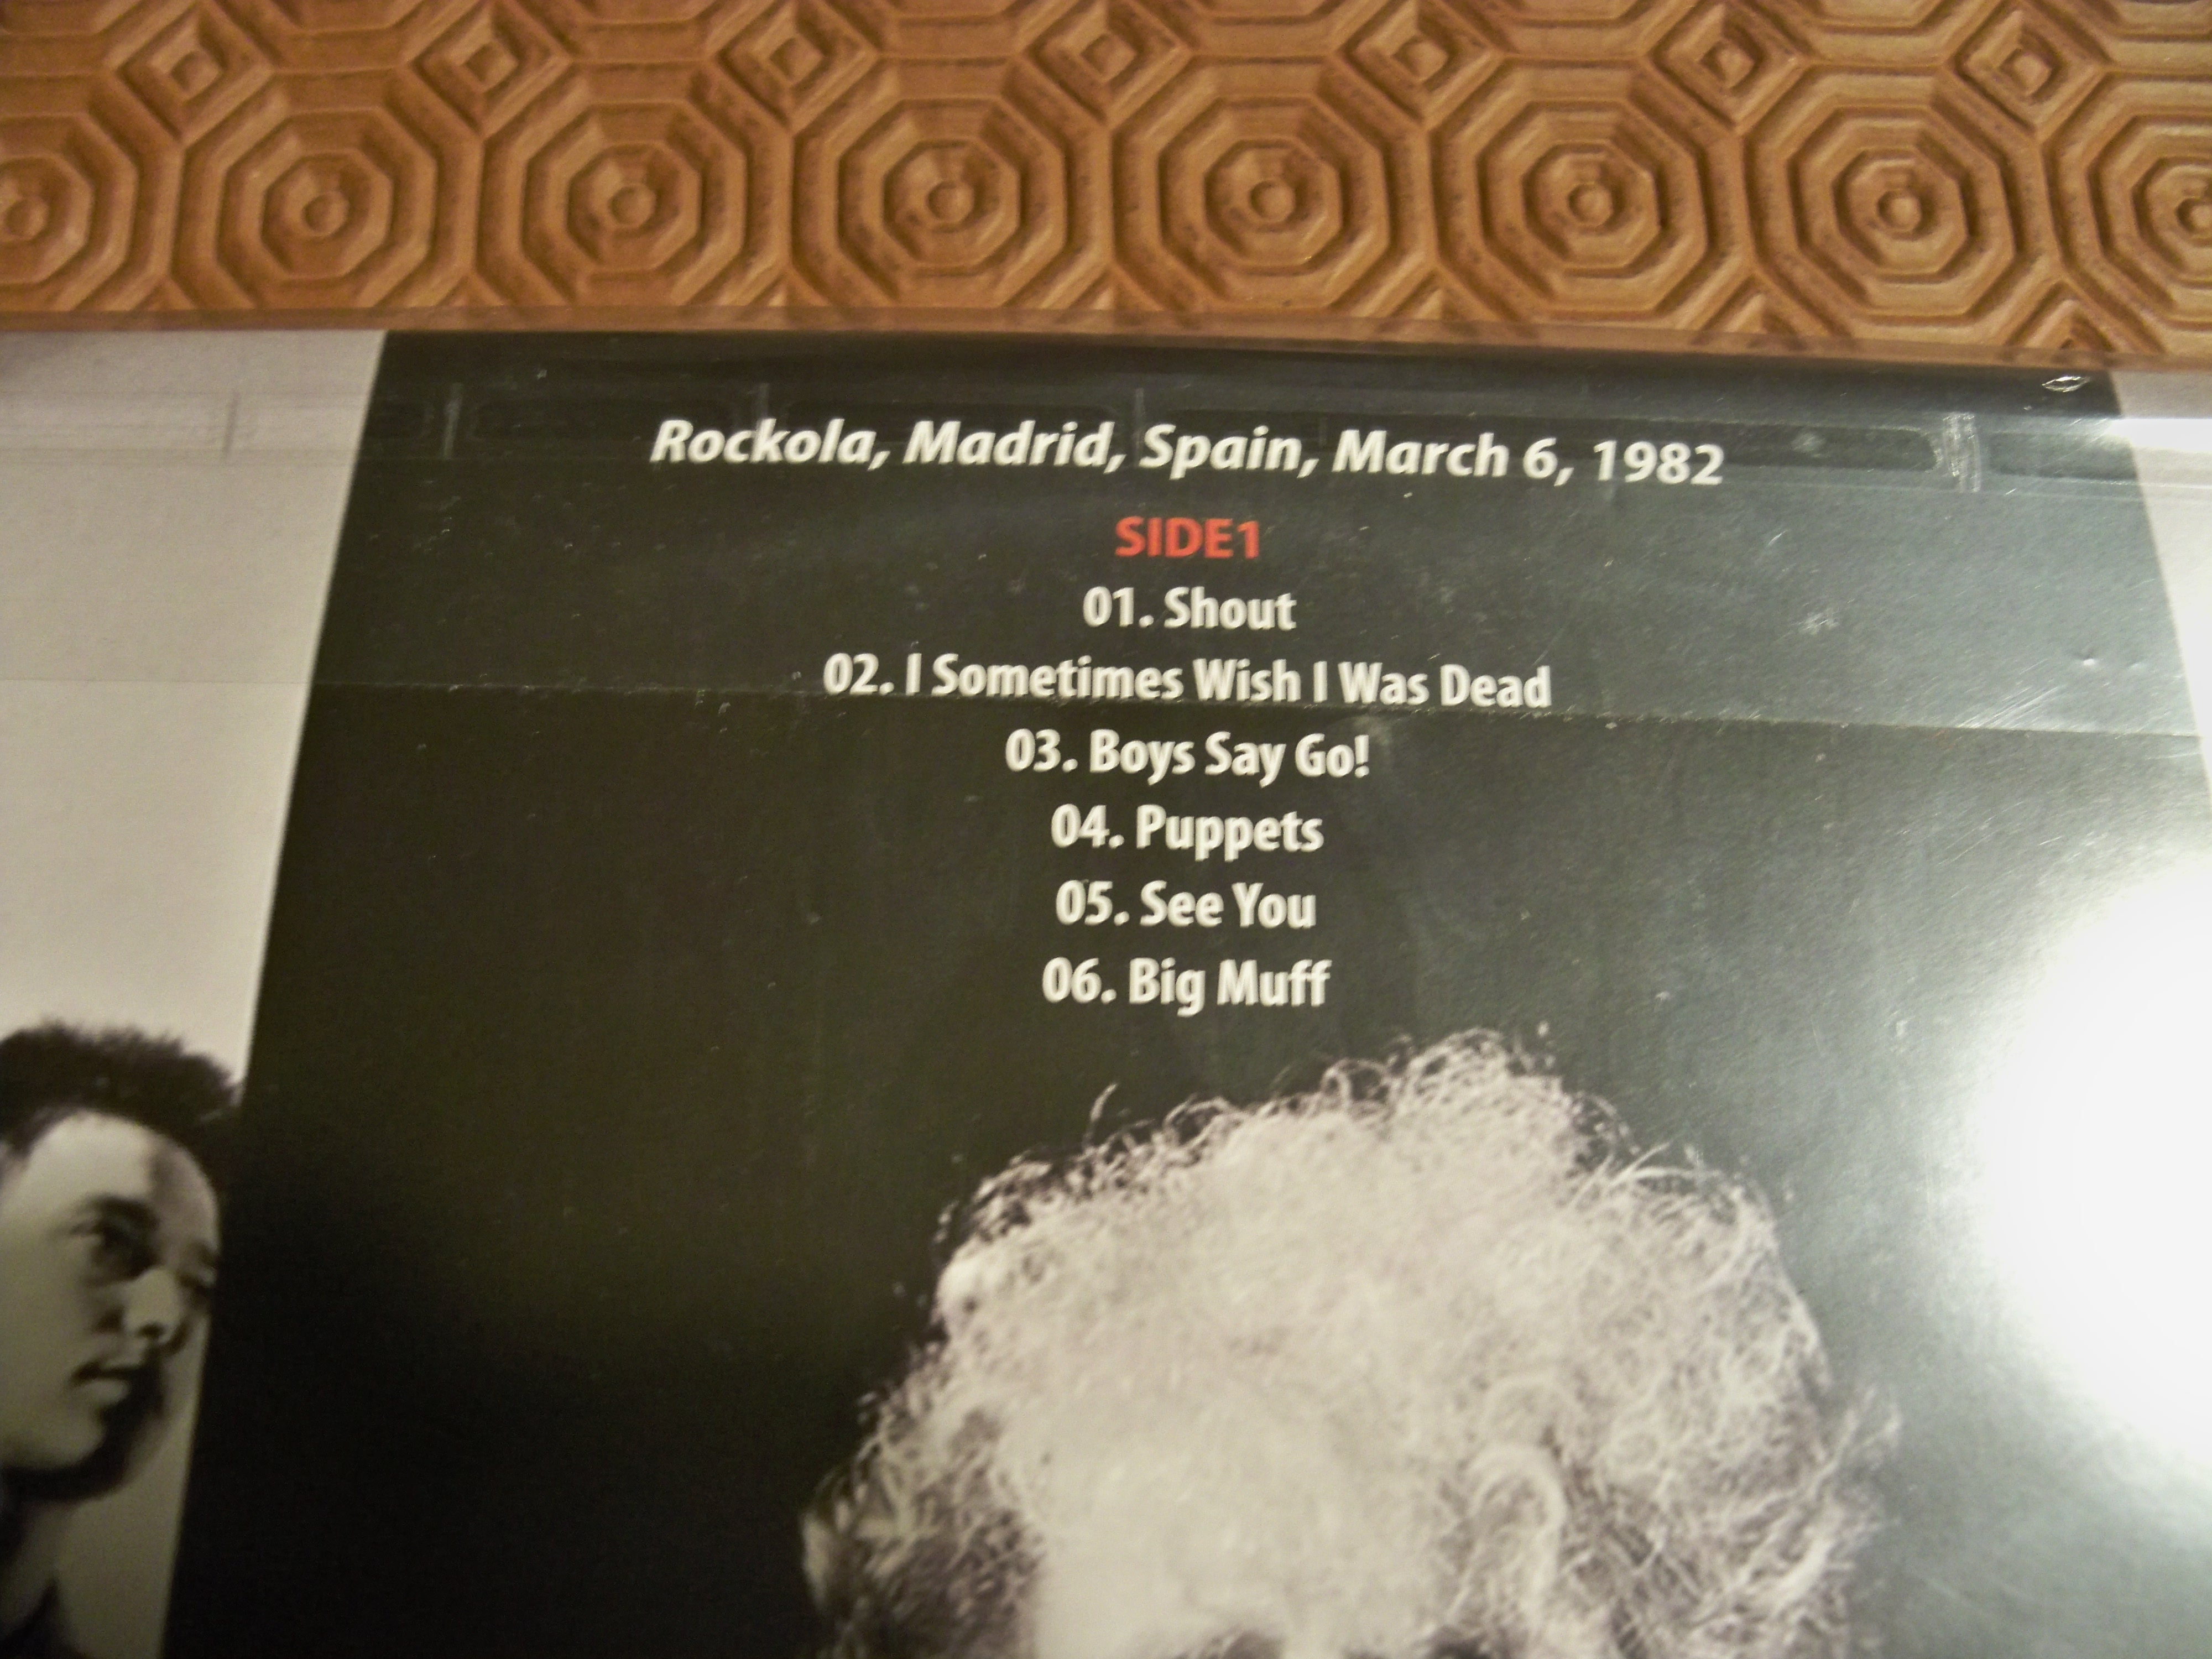 Rockola, Madrid, Spain, March 6, 1982
SIDE1
01. Shout
02. I Sometimes Wish I Was Dead
03. Boys Say Go!
04. Puppets
05. See You
06. Big Muff